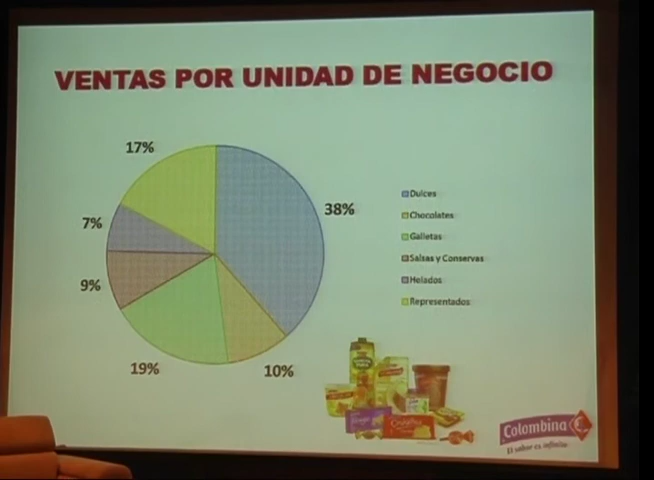 VENTAS POR UNIDAD DE NEGOCIO
17%
38%
7%
9%
19%
10%
Dulces
Chocolates
Galletas
Salsas y Conservas
Helados
Representados
Colombina
El sabor es infinito